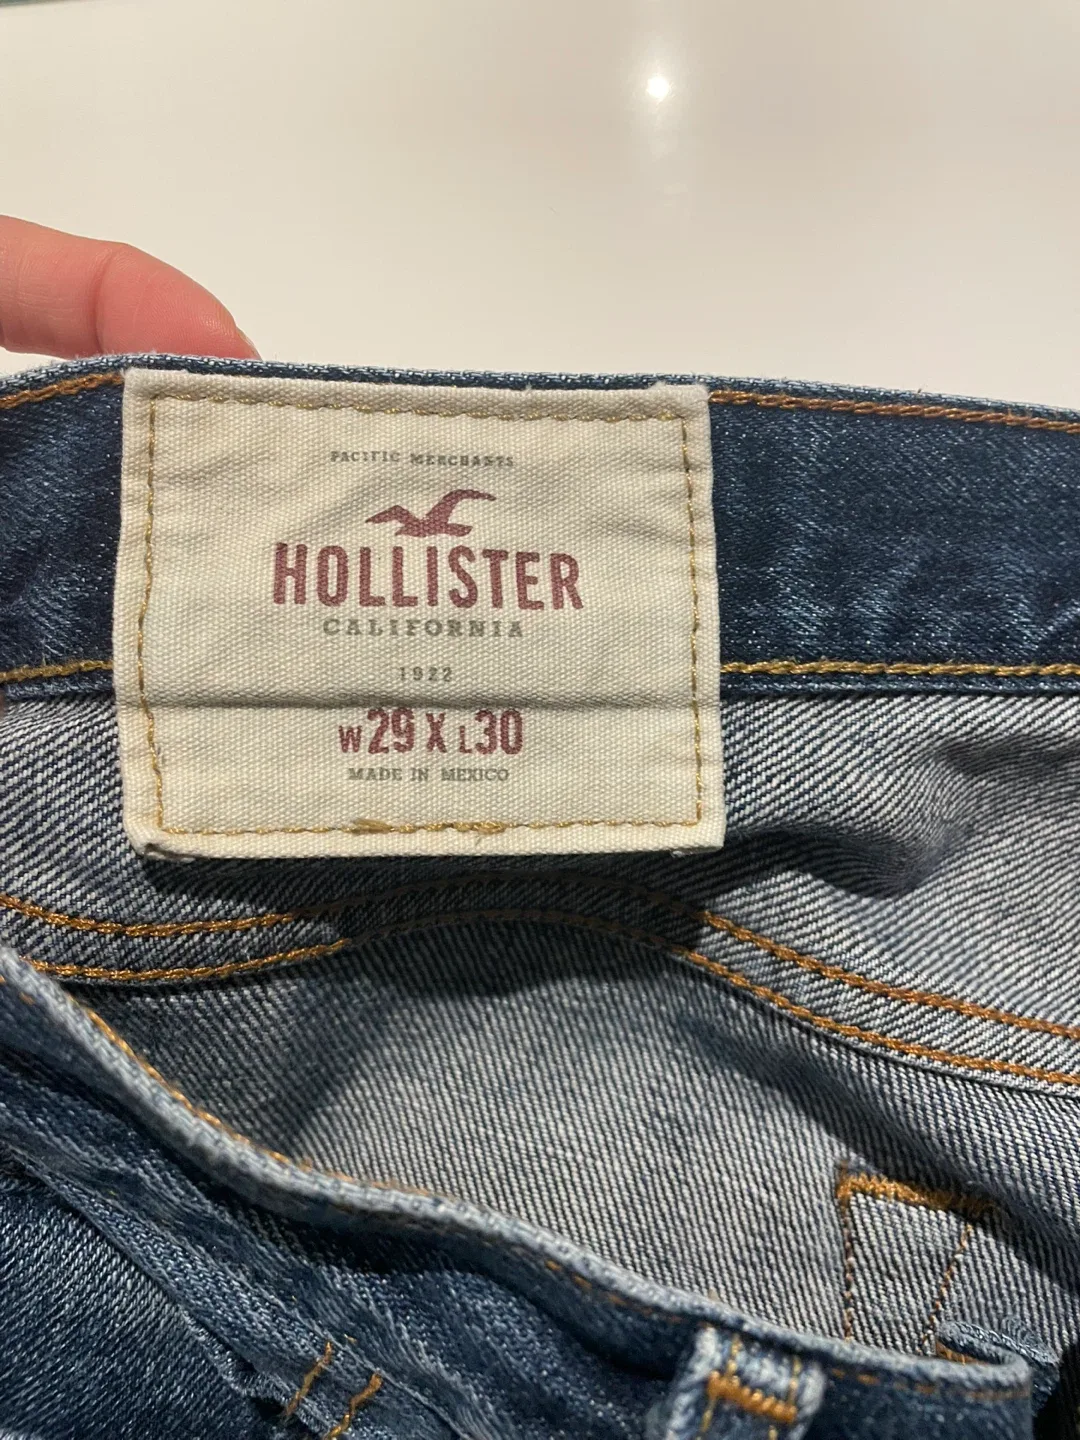 PACIFIC MERCHANTS
HOLLISTER
CALIFORNIA
1922
W29 X L30
MADE IN MEXICO